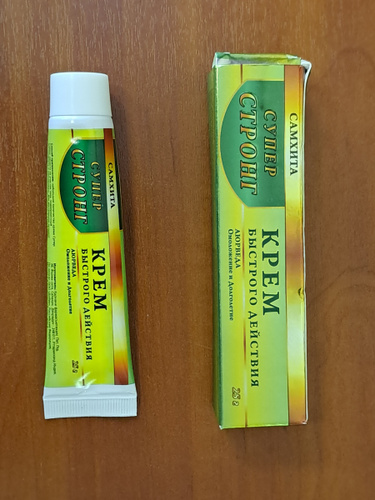 САМХИТА
СУПЕР
СТРОНГ
КРЕМ
БЫСТРОГО ДЕЙСТВИЯ
АЮРВЕДА
Омоложение и Долголетие
25 g
САМХИТА
СУПЕР
СТРОНГ
КРЕМ
БЫСТРОГО ДЕЙСТВИЯ
АЮРВЕДА
Омоложение и Долголетие
25 g